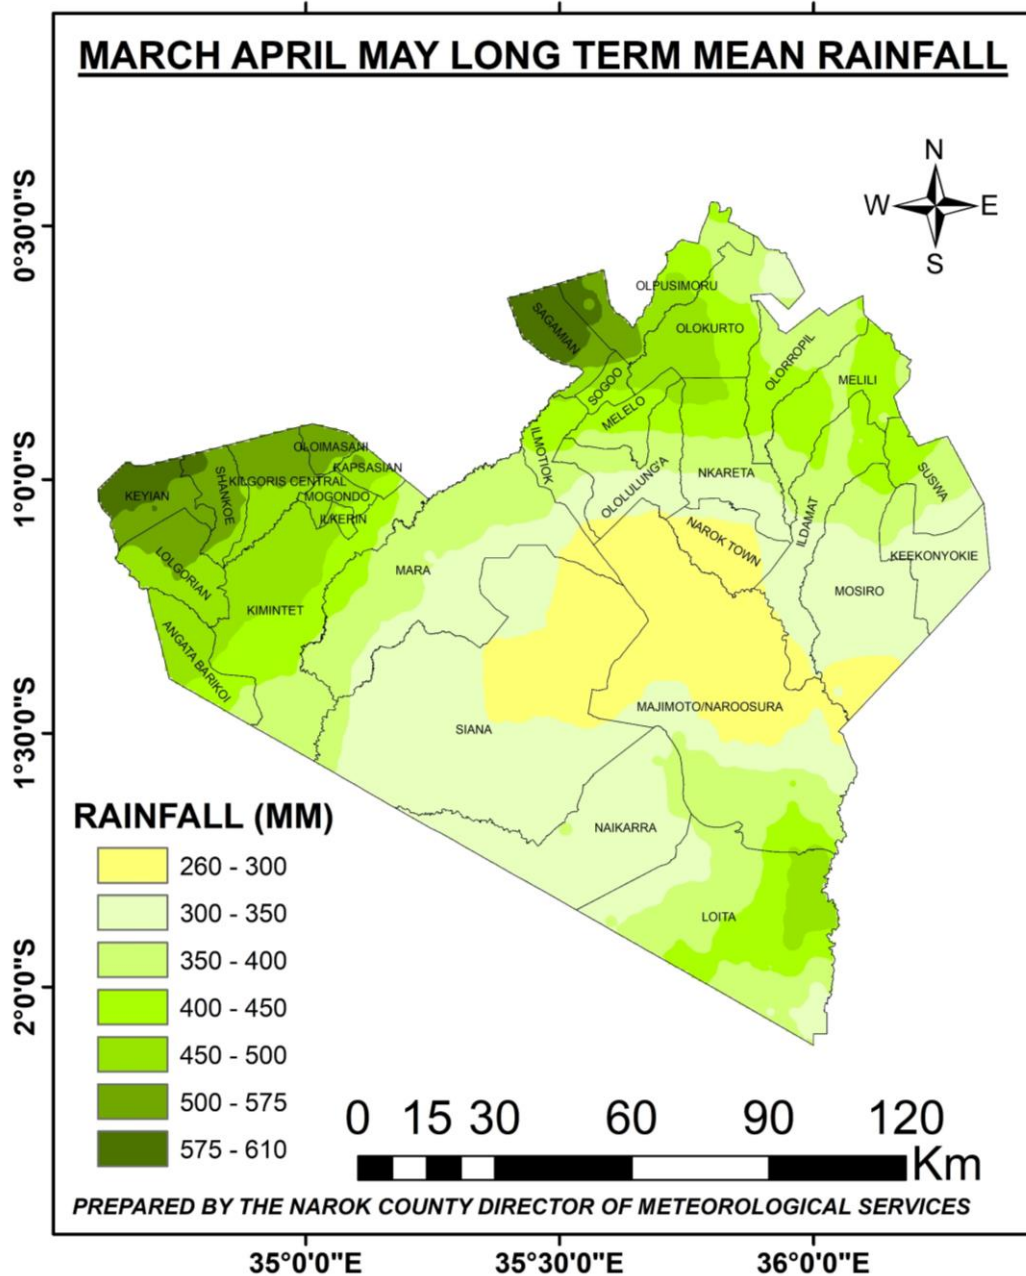 MARCH APRIL MAY LONG TERM MEAN RAINFALL
N
W E
S
0°30'0"S
1°0'0"S
1°30'0"S
2°0'0"S
OLPUSIMORU
SAGAMIAN
OLOKURTO
OLORROPIL
MELILI
SOGOO
MELELO
ILMOTIOK
OLOIMASANI
KAPSASIAN
KILGORIS CENTRAL
SHANKOE
KEYIAN
MOGONDO
ILKERIN
OLOLULUNG'A
NKARETA
SUSWA
NAROK TOWN
ILDAMAT
KEEKONYOKIE
LOLGORIAN
MARA
MOSIRO
KIMINTET
ANGATA BARIKOI
SIANA
MAJIMOTO/NAROOSURA
NAIKARRA
LOITA
RAINFALL (MM)
260 - 300
300 - 350
350 - 400
400 - 450
450 - 500
500 - 575
575 - 610
0 15 30 60 90 120
Km
PREPARED BY THE NAROK COUNTY DIRECTOR OF METEOROLOGICAL SERVICES
35°0'0"E 35°30'0"E 36°0'0"E